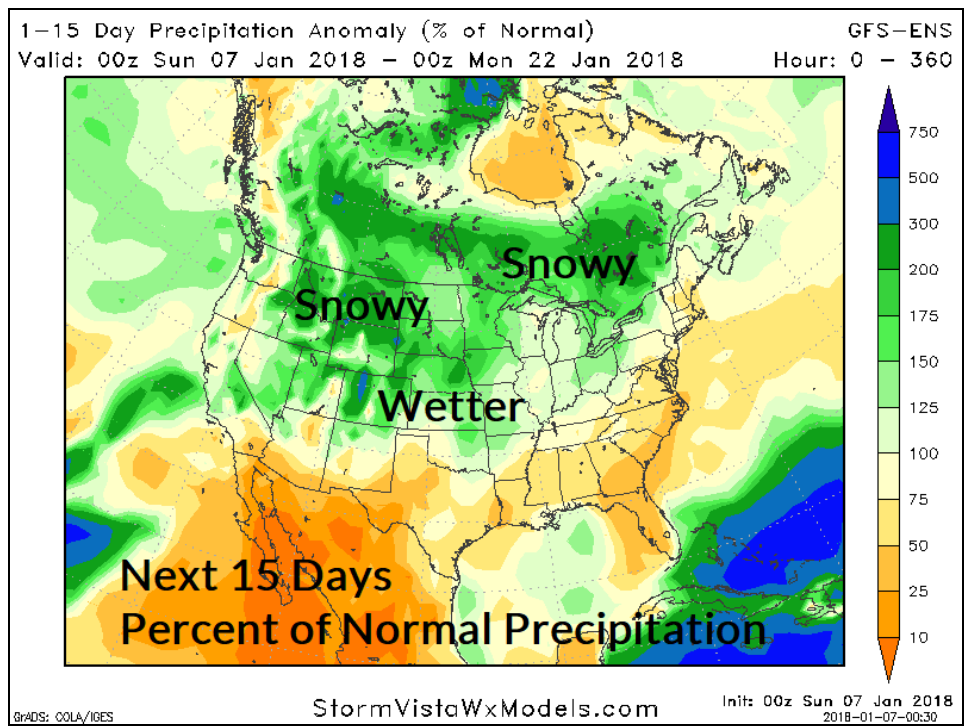 1-15 Day Precipitation Anomaly (% of Normal) GFS-ENS
Valid: 00z Sun 07 Jan 2018 - 00z Mon 22 Jan 2018 Hour: 0 - 360
750
500
300
200
175
150
125
100
75
50
25
10
Snowy
Snowy
Wetter
Next 15 Days
Percent of Normal Precipitation
GrADS: COLA/IGES
StormVistaWxModels.com
Init: 00z Sun 07 Jan 2018
2018-01-07-00:30